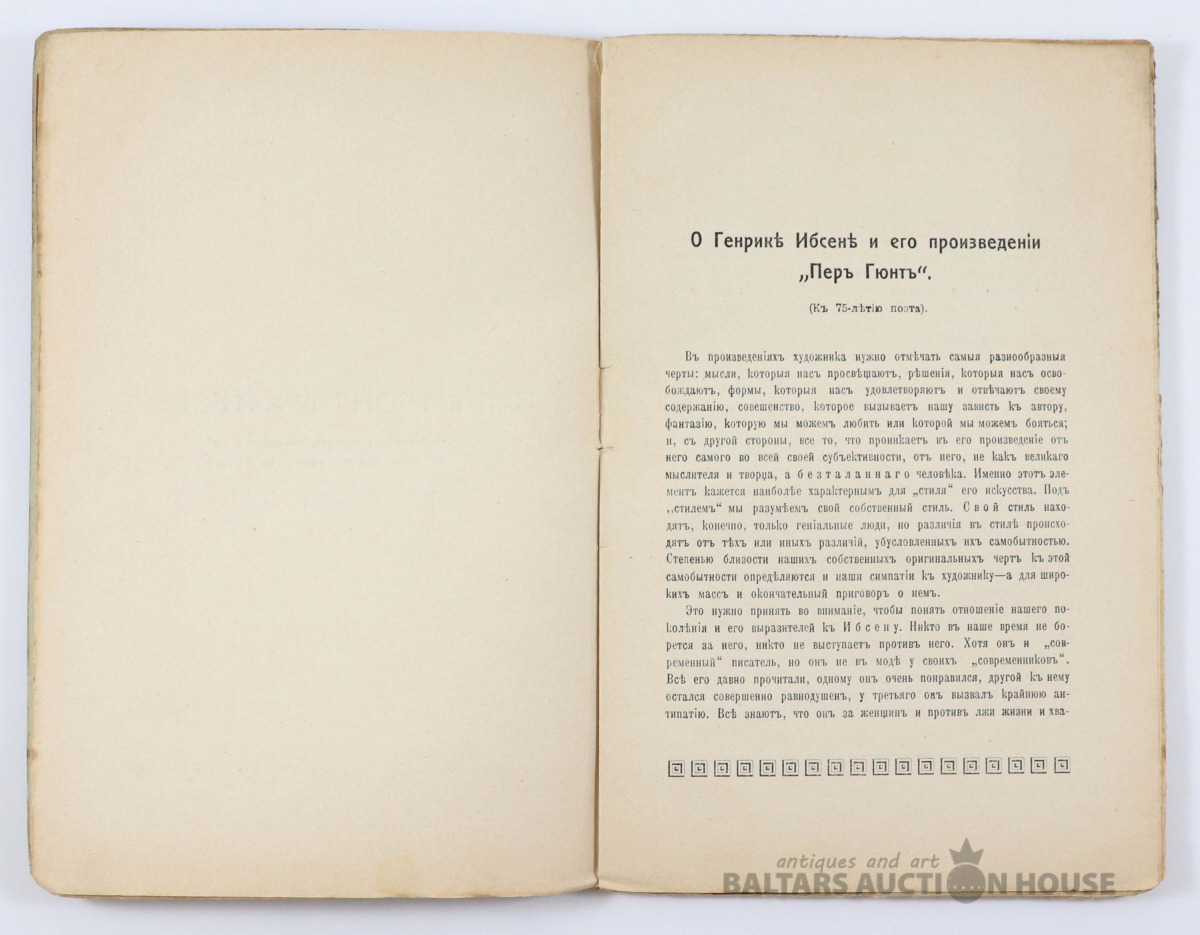 О Генрикѣ Ибсенѣ и его произведеніи
„Перъ Гюнтъ“.
(Къ 75-лѣтію поэта).
Въ произведеніяхъ художника нужно отмѣчать самыя разнообразныя
черты: мысли, которыя насъ просвѣщаютъ, рѣшенія, которыя насъ осво-
бождаютъ, формы, которыя насъ удовлетворяютъ и отвѣчаютъ своему
содержанію, совешенство, которое вызываетъ нашу зависть къ автору,
фантазію, которую мы можемъ любить или которой мы можемъ бояться;
и, съ другой стороны, все то, что проникаетъ въ его произведеніе отъ
него самого во всей своей субъективности, отъ него, не какъ великаго
мыслителя и творца, а безталаннаго человѣка. Именно этотъ эле-
ментъ кажется наиболѣе характернымъ для „стиля“ его искусства. Подъ
„стилемъ“ мы разумѣемъ свой собственный стиль. Свой стиль нахо-
дятъ, конечно, только геніальные люди, но различія въ стилѣ происхо-
дятъ отъ тѣхъ или иныхъ различій, убусловленныхъ ихъ самобытностью.
Степенью близости нашихъ собственныхъ оригинальныхъ чертъ къ этой
самобытности опредѣляются и наши симпатіи къ художнику—а для широ-
кихъ массъ и окончательный приговоръ о немъ.
Это нужно принять во вниманіе, чтобы понять отношеніе нашего по-
колѣнія и его выразителей къ Ибсену. Никто въ наше время не бо-
рется за него, никто не выступаетъ противъ него. Хотя онъ и „сов-
ременный“ писатель, но онъ не въ модѣ у своихъ „современниковъ“.
Всѣ его давно прочитали, одному онъ очень понравился, другой къ нему
остался совершенно равнодушенъ, у третьяго онъ вызвалъ крайнюю ан-
типатію. Всѣ знаютъ, что онъ за женщинъ и противъ лжи жизни и хва-
antiques and art
BALTARS AUCTION HOUSE